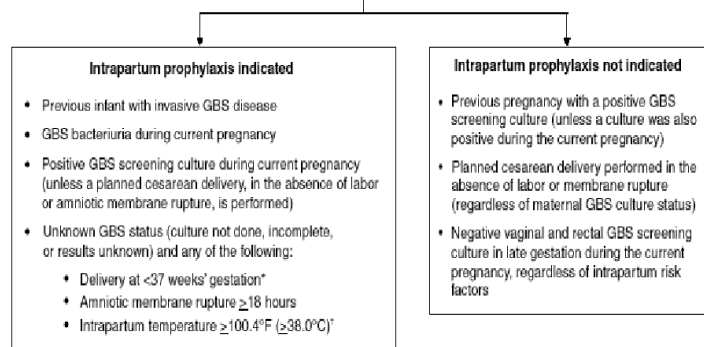 Intrapartum prophylaxis indicated
• Previous infant with invasive GBS disease
• GBS bacteriuria during current pregnancy
• Positive GBS screening culture during current pregnancy
(unless a planned cesarean delivery, in the absence of labor
or amniotic membrane rupture, is performed)
• Unknown GBS status (culture not done, incomplete,
or results unknown) and any of the following:
• Delivery at <37 weeks' gestation*
• Amniotic membrane rupture ≥18 hours
• Intrapartum temperature ≥100.4°F (≥38.0°C)†
Intrapartum prophylaxis not indicated
• Previous pregnancy with a positive GBS
screening culture (unless a culture was also
positive during the current pregnancy)
• Planned cesarean delivery performed in the
absence of labor or membrane rupture
(regardless of maternal GBS culture status)
• Negative vaginal and rectal GBS screening
culture in late gestation during the current
pregnancy, regardless of intrapartum risk
factors